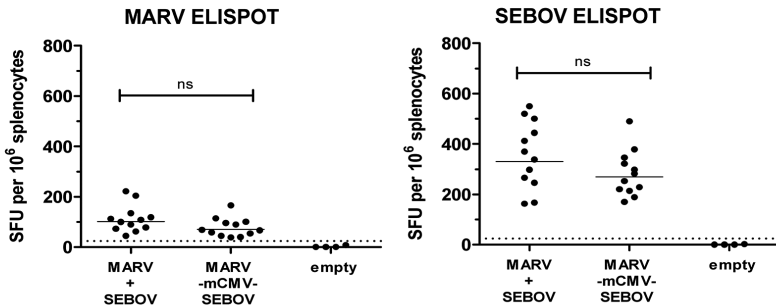 MARV ELISPOT
SFU per 10⁶ splenocytes
800
600
400
200
0
ns
MARV
+
SEBOV
MARV
-mCMV-
SEBOV
empty
SEBOV ELISPOT
SFU per 10⁶ splenocytes
800
600
400
200
0
ns
MARV
+
SEBOV
MARV
-mCMV-
SEBOV
empty